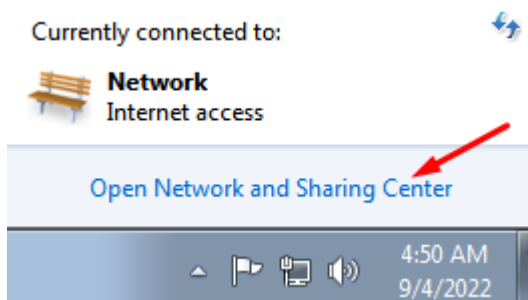 Currently connected to:
Network
Internet access
Open Network and Sharing Center
4:50 AM
9/4/2022